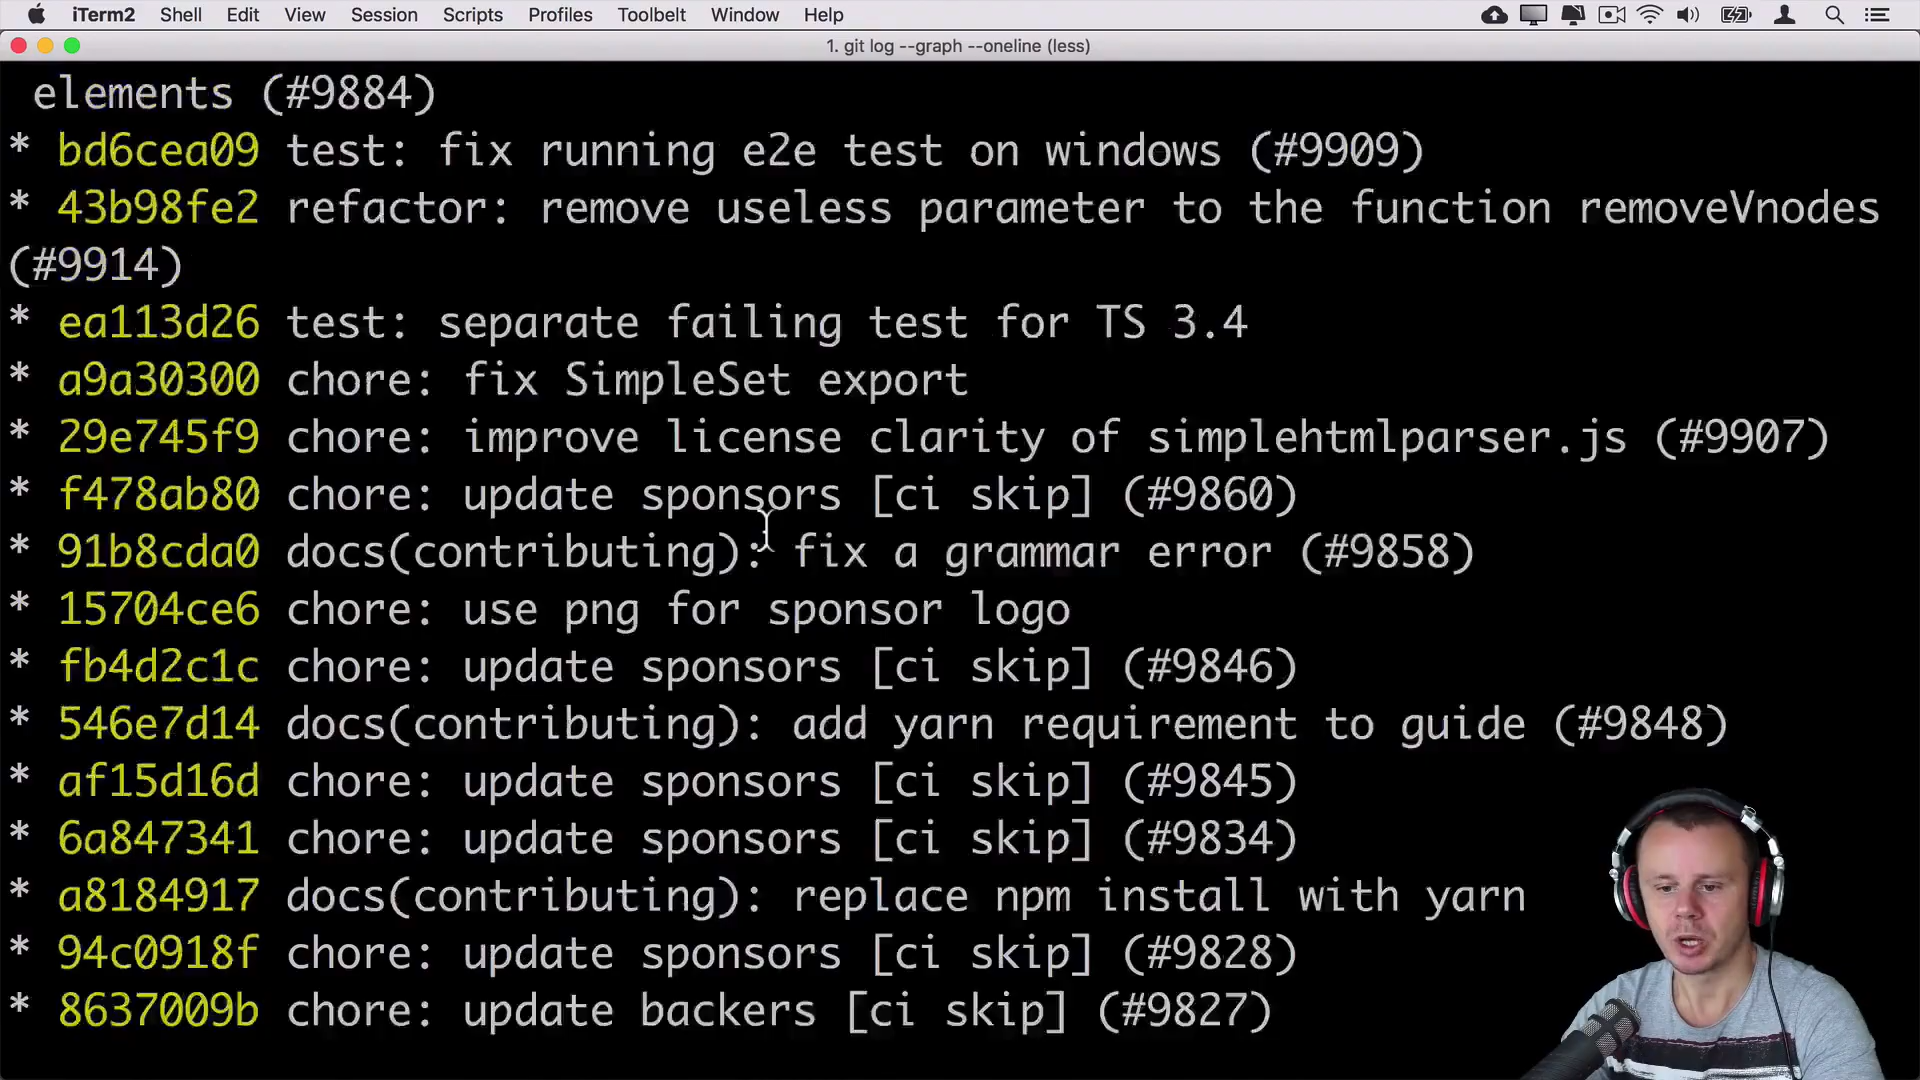 iTerm2 Shell Edit View Session Scripts Profiles Toolbelt Window Help
1. git log --graph --oneline (less)
elements (#9884)
* bd6cea09 test: fix running e2e test on windows (#9909)
* 43b98fe2 refactor: remove useless parameter to the function removeVnodes
(#9914)
* ea113d26 test: separate failing test for TS 3.4
* a9a30300 chore: fix SimpleSet export
* 29e745f9 chore: improve license clarity of simplehtmlparser.js (#9907)
* f478ab80 chore: update sponsors [ci skip] (#9860)
* 91b8cda0 docs(contributing): fix a grammar error (#9858)
* 15704ce6 chore: use png for sponsor logo
* fb4d2c1c chore: update sponsors [ci skip] (#9846)
* 546e7d14 docs(contributing): add yarn requirement to guide (#9848)
* af15d16d chore: update sponsors [ci skip] (#9845)
* 6a847341 chore: update sponsors [ci skip] (#9834)
* a8184917 docs(contributing): replace npm install with yarn
* 94c0918f chore: update sponsors [ci skip] (#9828)
* 8637009b chore: update backers [ci skip] (#9827)